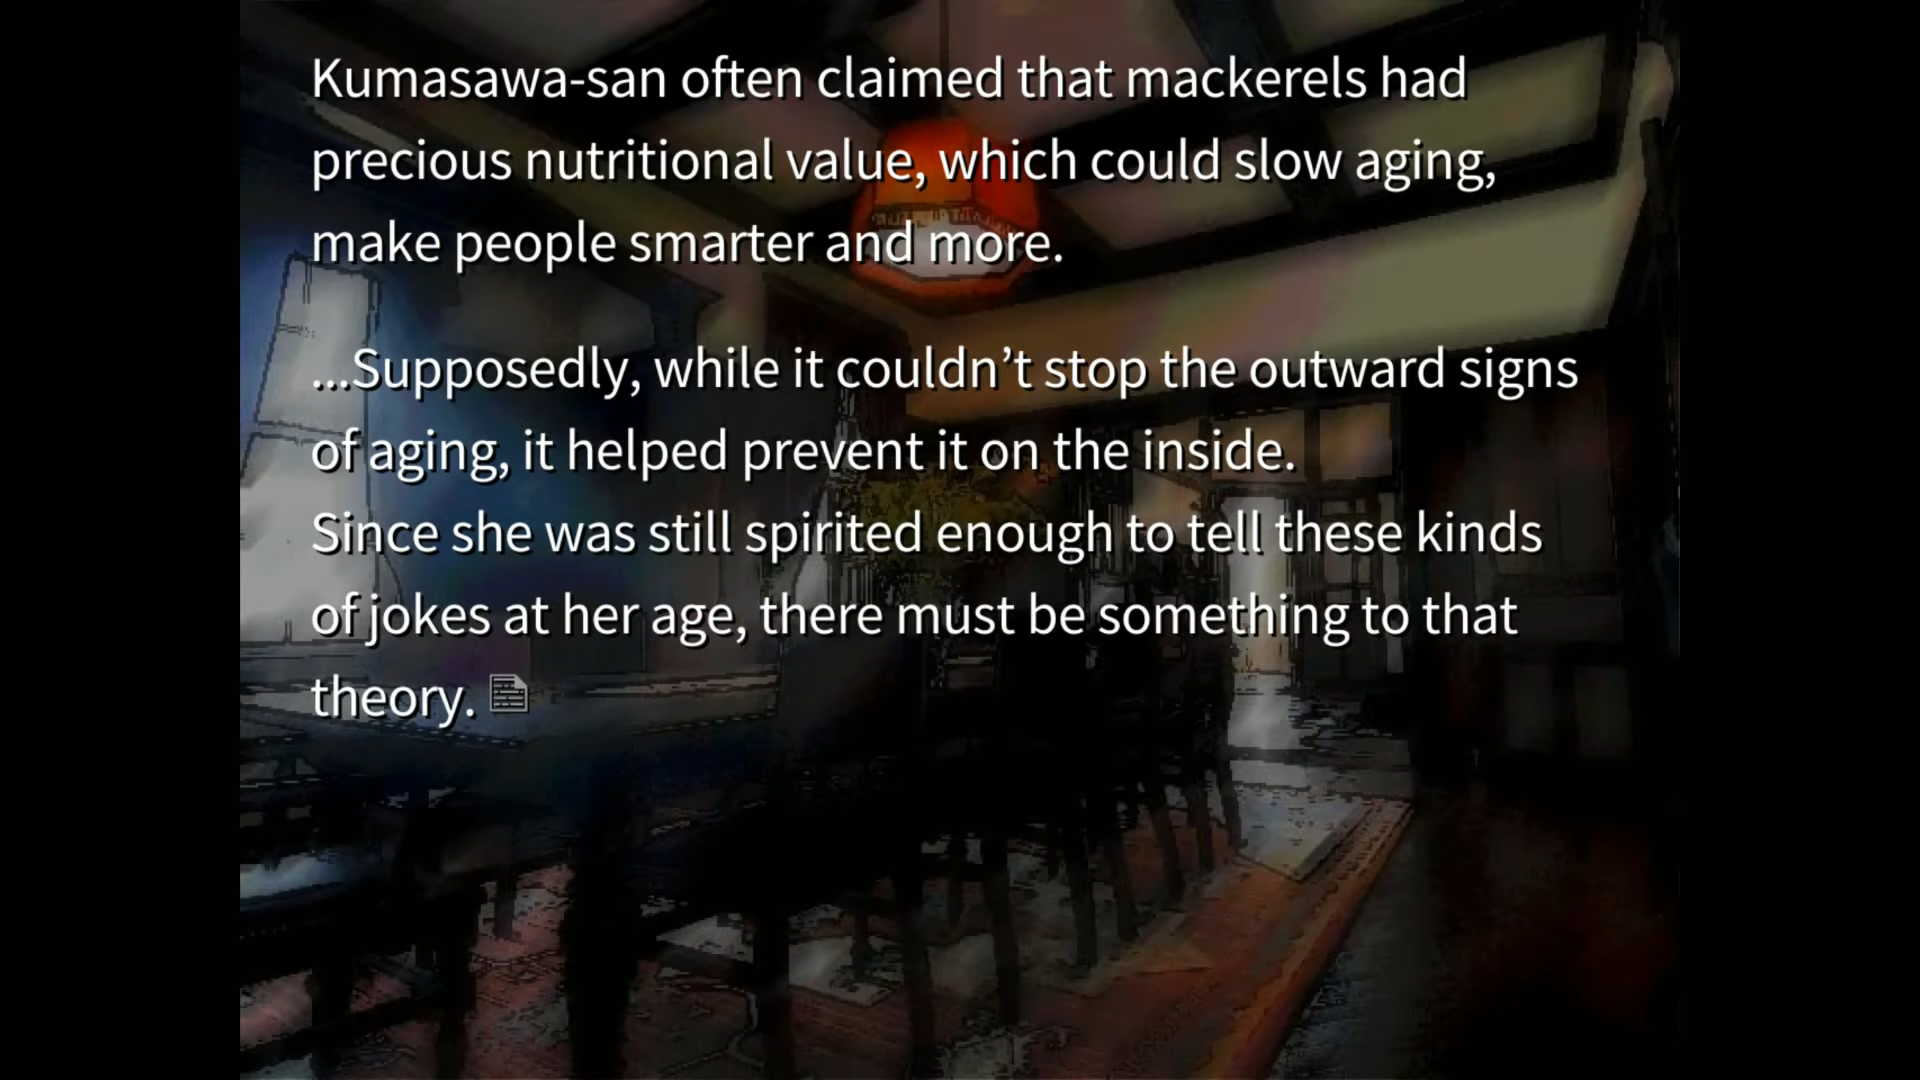 Kumasawa-san often claimed that mackerels had
precious nutritional value, which could slow aging,
make people smarter and more.
...Supposedly, while it couldn’t stop the outward signs
of aging, it helped prevent it on the inside.
Since she was still spirited enough to tell these kinds
of jokes at her age, there must be something to that
theory.